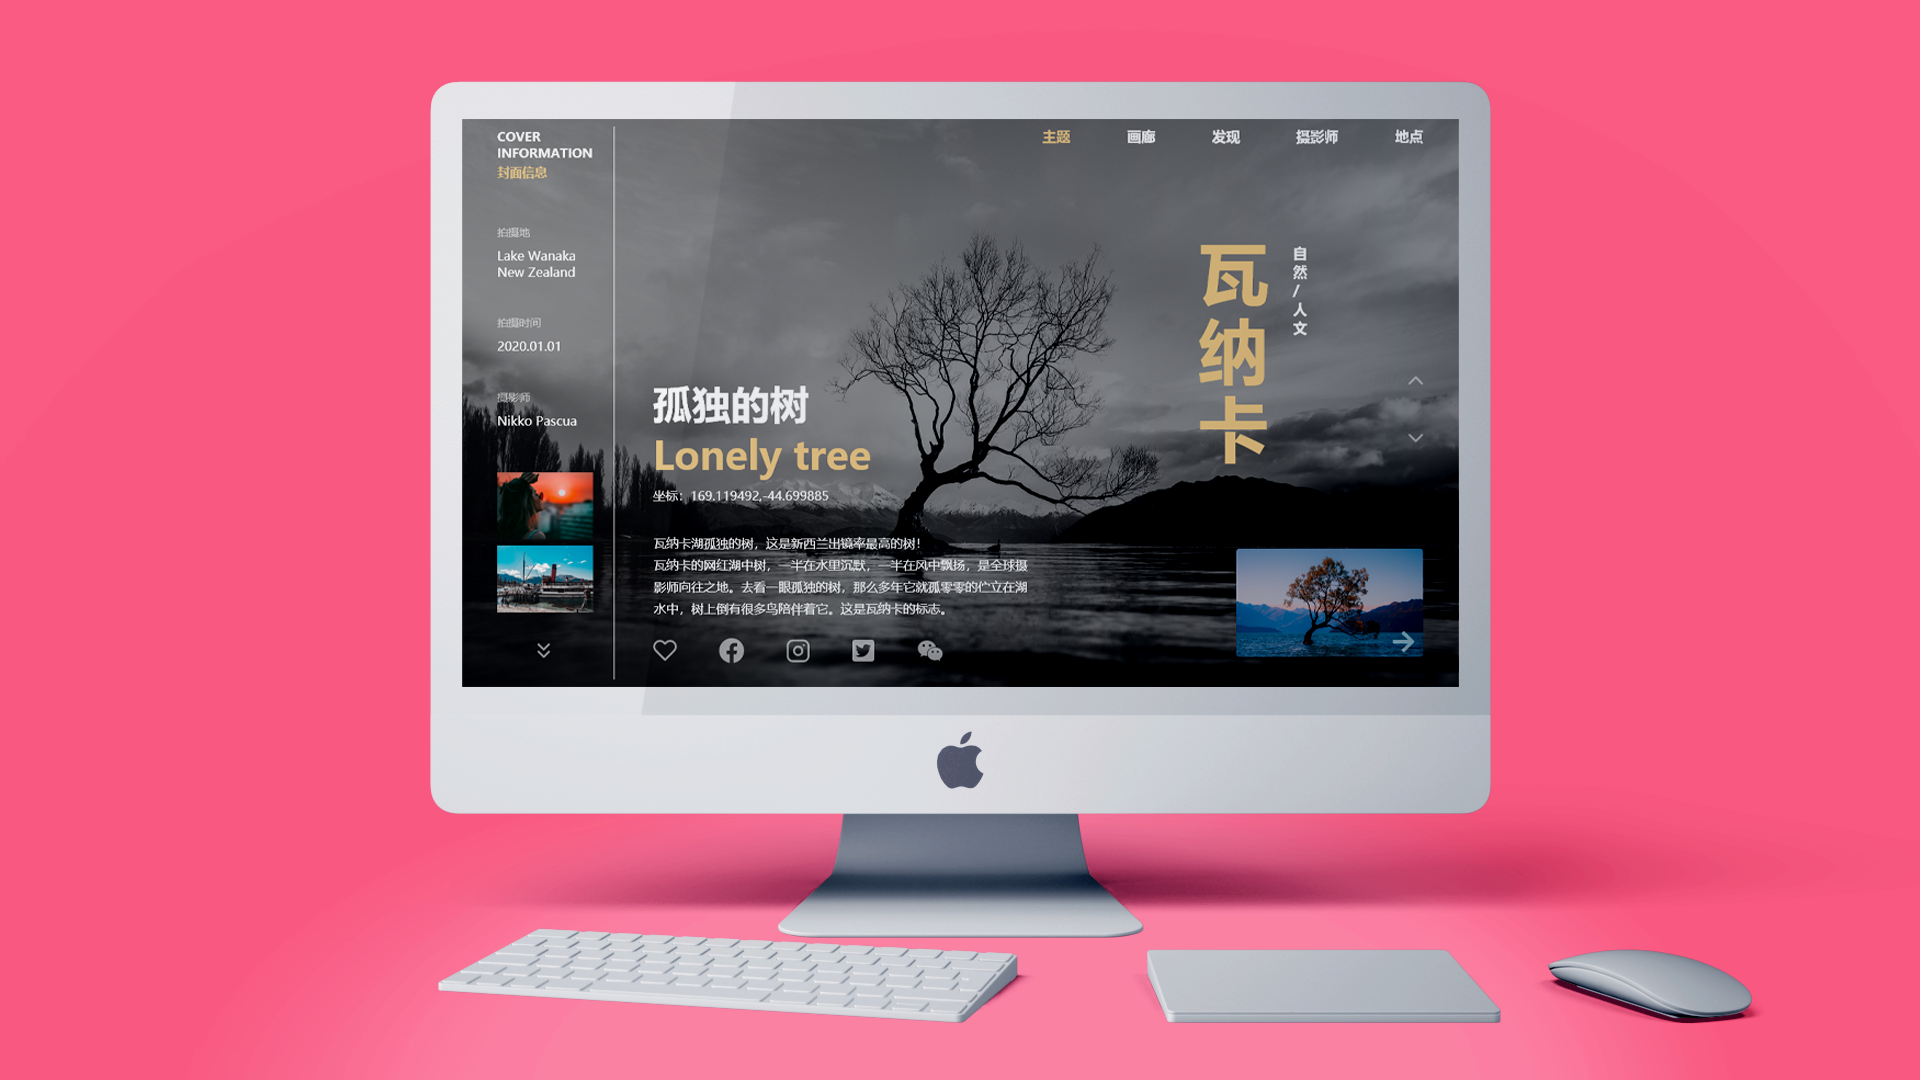 COVER
INFORMATION
封面信息
拍摄地
Lake Wanaka
New Zealand
拍摄时间
2020.01.01
摄影师
Nikko Pascua
主题
画廊
发现
摄影师
地点
瓦纳卡
自然/人文
孤独的树
Lonely tree
坐标：169.119492,-44.699885
瓦纳卡湖孤独的树，这是新西兰出镜率最高的树！
瓦纳卡的网红湖中树，一半在水里沉默，一半在风中飘扬，是全球摄
影师向往之地。去看一眼孤独的树，那么多年它就孤零零的伫立在湖
水中，树上倒有很多鸟陪伴着它。这是瓦纳卡的标志。